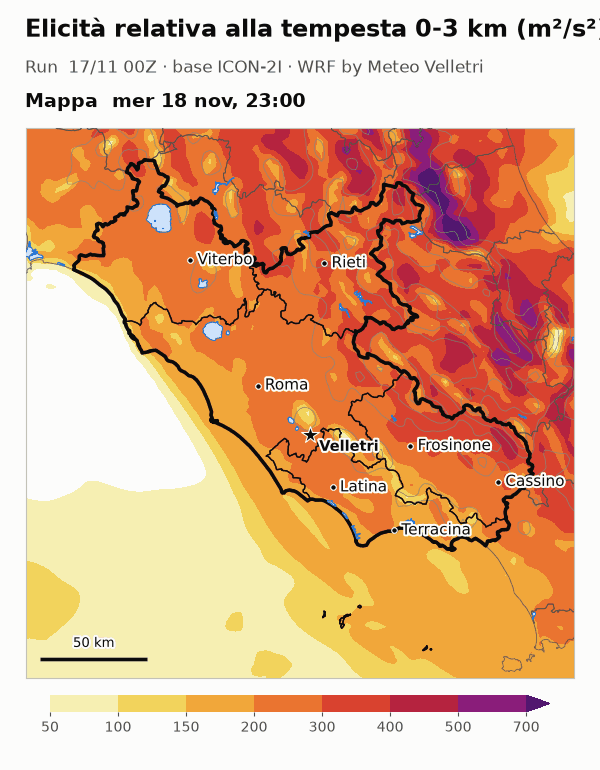 Elicità relativa alla tempesta 0-3 km (m²/s²)
Run  17/11 00Z · base ICON-2I · WRF by Meteo Velletri
Mappa  mer 18 nov, 23:00
Viterbo
Rieti
Roma
Velletri
Frosinone
Latina
Cassino
Terracina
50 km
50 100 150 200 300 400 500 700